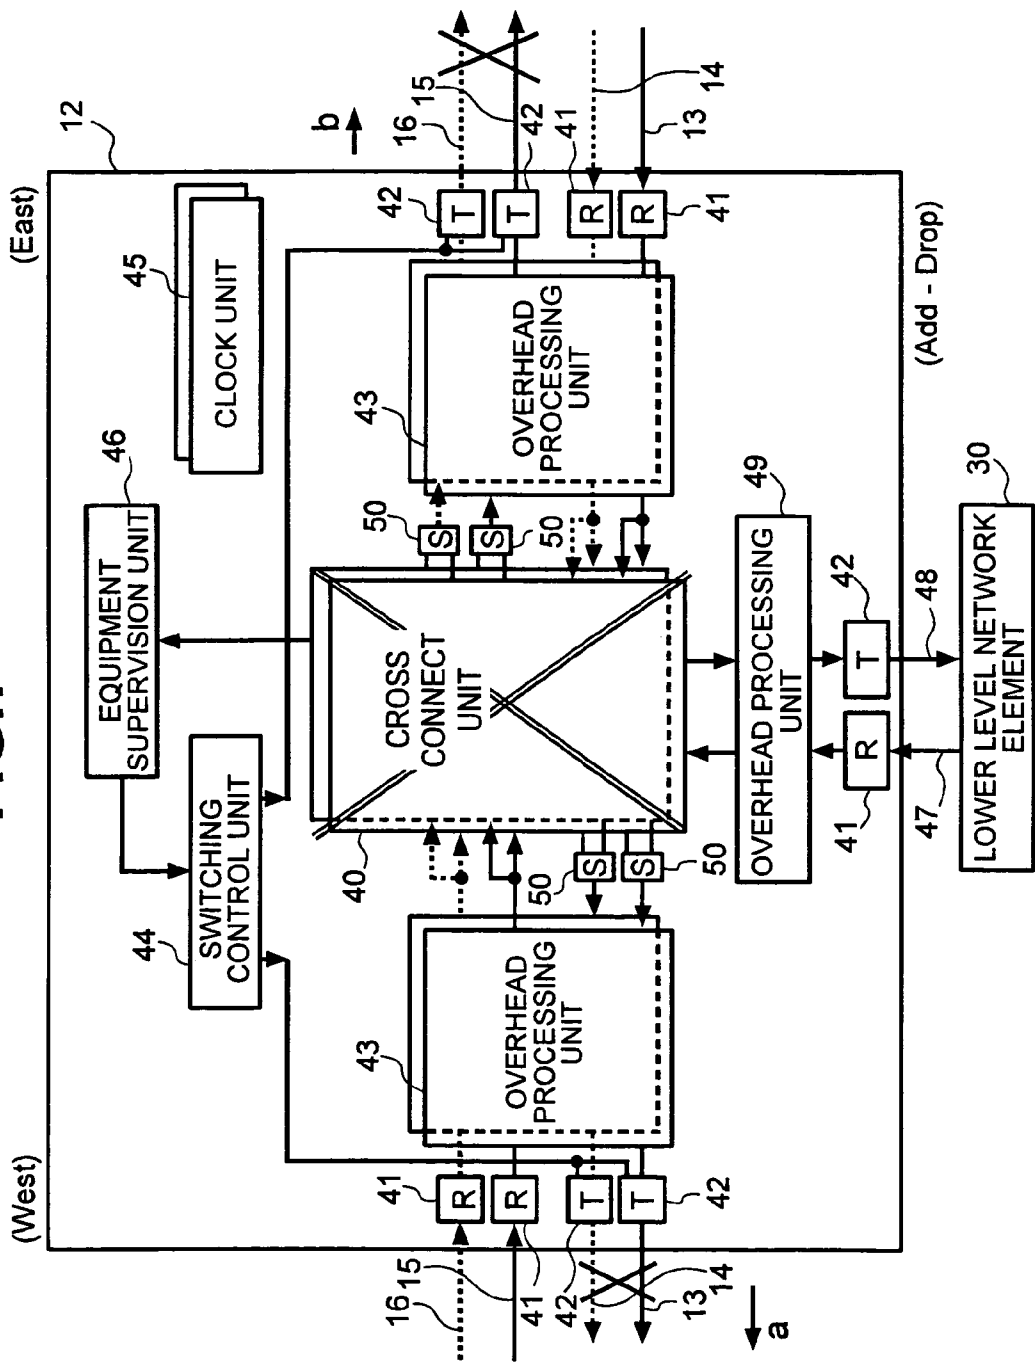 (West)
(East)
12
44
SWITCHING
CONTROL UNIT
EQUIPMENT
SUPERVISION UNIT
46
45
CLOCK UNIT
b
16
15
41
R
R
41
42
T
T
42
13
14
a
43
OVERHEAD
PROCESSING
UNIT
40
CROSS
CONNECT
UNIT
50
S
S
50
50
S
S
50
43
OVERHEAD
PROCESSING
UNIT
42
T
T
42
16
15
41
R
R
41
14
13
OVERHEAD PROCESSING
UNIT
49
41
R
T
42
47
48
(Add - Drop)
LOWER LEVEL NETWORK
ELEMENT
30